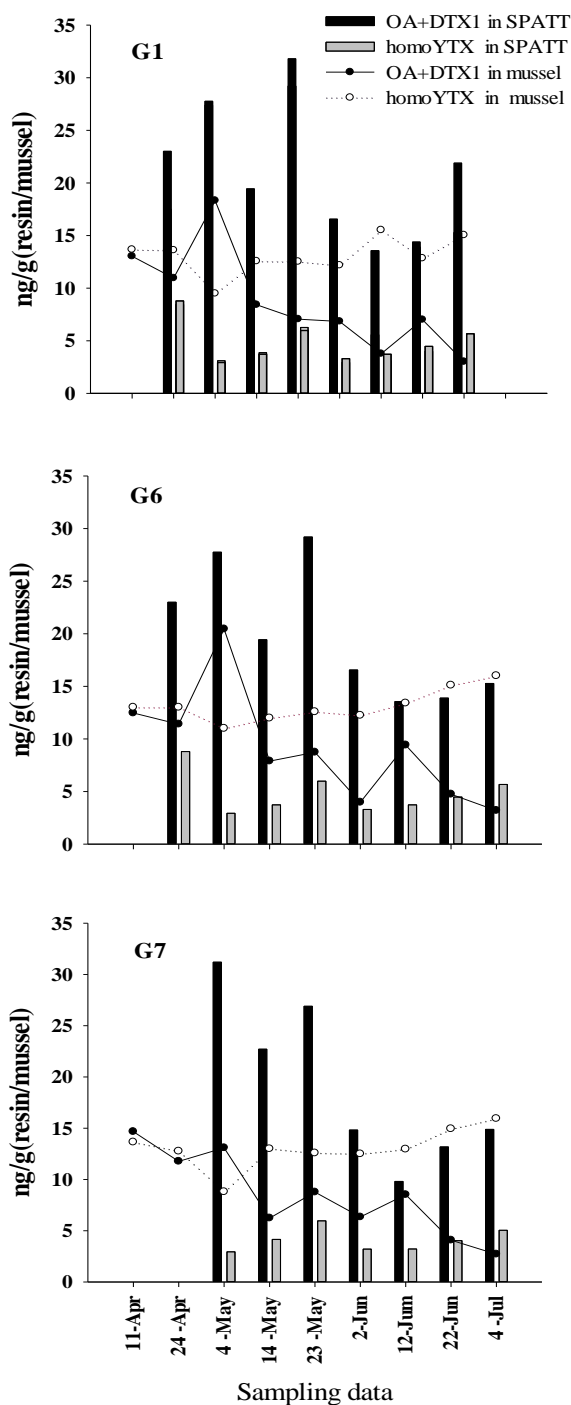 G1
OA+DTX1 in SPATT
homoYTX in SPATT
OA+DTX1 in mussel
homoYTX in mussel
ng/g(resin/mussel)
35
30
25
20
15
10
5
0
G6
ng/g(resin/mussel)
35
30
25
20
15
10
5
0
G7
ng/g(resin/mussel)
35
30
25
20
15
10
5
0
11-Apr
24 -Apr
4 -May
14 -May
23 -May
2-Jun
12-Jum
22-Jun
4 -Jul
Sampling data